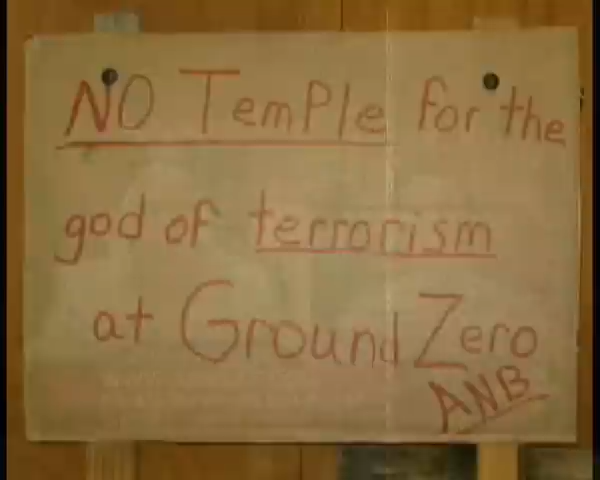 NO Temple for the
god of terrorism
at Ground Zero
ANB